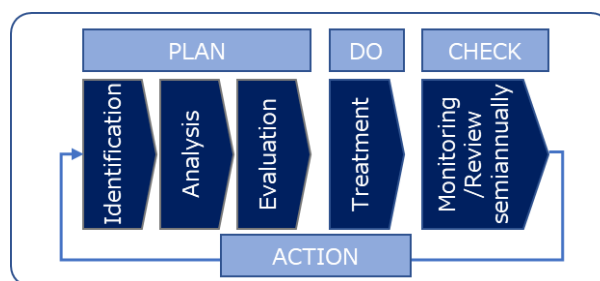 PLAN
DO
CHECK
Identification
Analysis
Evaluation
Treatment
Monitoring
/Review
semiannually
ACTION